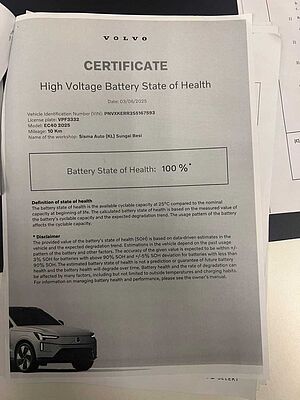 VOLVO
CERTIFICATE
High Voltage Battery State of Health
Date: 03/06/2025
Vehicle Identification Number (VIN): PNVXKERR2S5167593
License plate: VPF3332
Model: EC40 2025
Mileage: 10 Km
Name of the workshop: Sisma Auto (KL) Sungai Besi
Battery State of Health: 100 %*
Definition of state of health
The battery state of health is the available cyclable capacity at 25°C compared to the nominal
capacity at beginning of life. The calculated battery state of health is based on the measured value of
the battery's cyclable capacity and the expected degradation trend. The usage pattern of the battery
affects the cyclable capacity.
* Disclaimer
The provided value of the battery's state of health (SOH) is based on data-driven estimates in the
vehicle and the expected degradation trend. Estimations in the vehicle depend on the past usage
pattern of the battery and other factors. The accuracy of the given value is expected to be within +/-
3% SOH for batteries with above 90% SOH and +/-5% SOH deviation for batteries with less than
90% SOH. The estimated battery state of health is not a prediction or guarantee of future battery
health and the battery health will degrade over time. Battery health and the rate of degradation can
be affected by many factors, including but not limited to outside temperatures and charging habits.
For information on managing battery health and performance, please see the owner's manual.